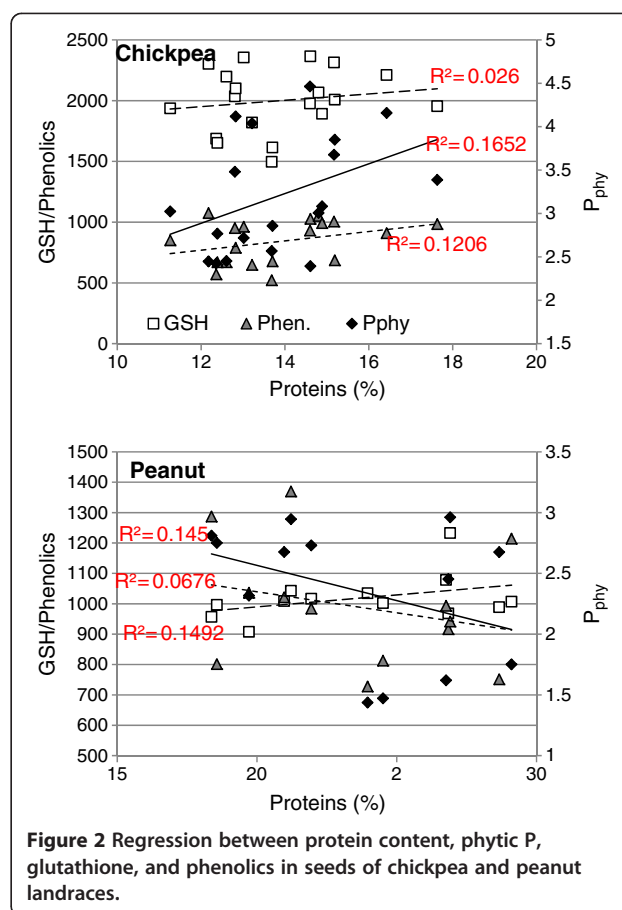 Chickpea
2500
2000
1500
1000
500
0
GSH/Phenolics
5
4.5
4
3.5
3
2.5
2
1.5
P phy
R²=0.026
R²=0.1652
R²=0.1206
GSH Phen. Pphy
10 12 14 16 18 20
Proteins (%)
Peanut
1500
1400
1300
1200
1100
1000
900
800
700
600
500
GSH/Phenolics
3.5
3
2.5
2
1.5
1
P phy
R²=0.145
R²=0.0676
R²=0.1492
15 20 2 30
Proteins (%)
Figure 2 Regression between protein content, phytic P,
glutathione, and phenolics in seeds of chickpea and peanut
landraces.